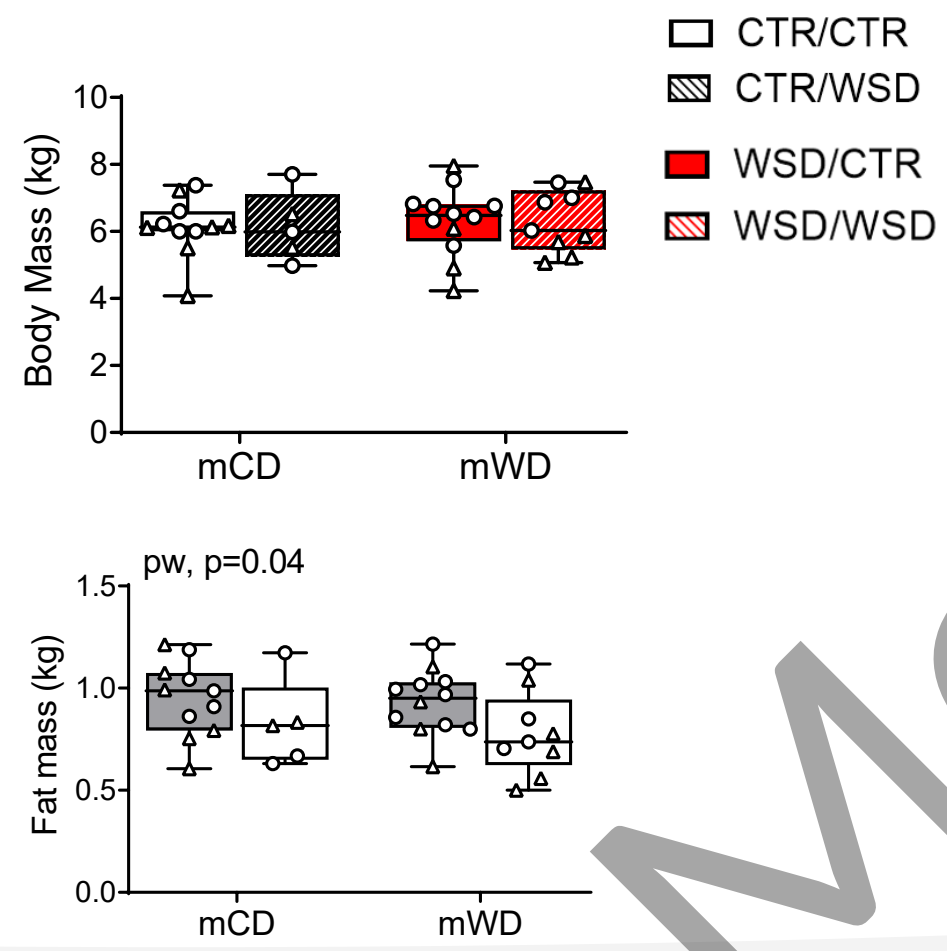 CTR/CTR
CTR/WSD
WSD/CTR
WSD/WSD
Body Mass (kg)
10
8
6
4
2
0
mCD mWD
pw, p=0.04
Fat mass (kg)
1.5
1.0
0.5
0.0
mCD mWD